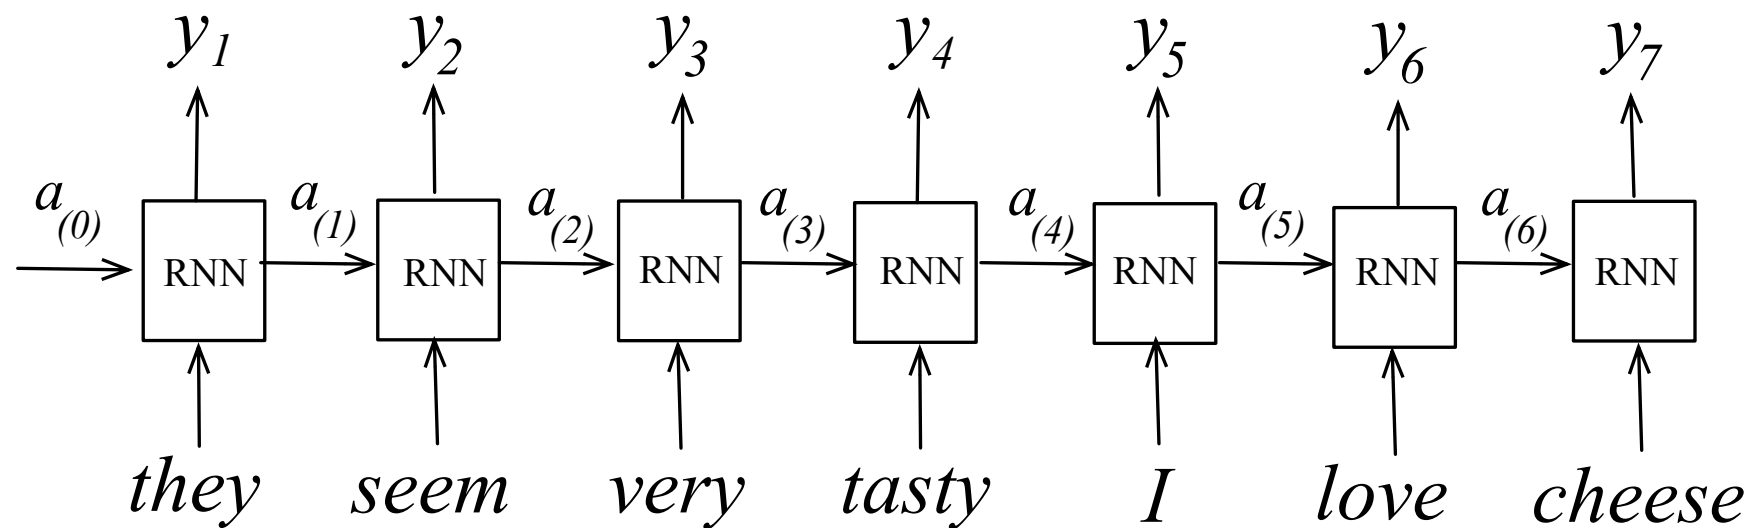 y1 y2 y3 y4 y5 y6 y7
a(0) a(1) a(2) a(3) a(4) a(5) a(6)
RNN RNN RNN RNN RNN RNN RNN
they seem very tasty I love cheese